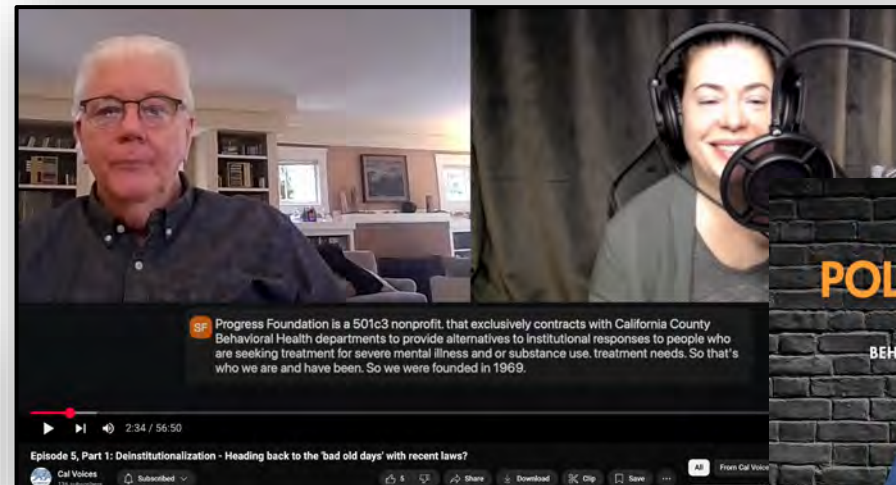 SF
Progress Foundation is a 501c3 nonprofit. that exclusively contracts with California County
Behavioral Health departments to provide alternatives to institutional responses to people who
are seeking treatment for severe mental illness and or substance use. treatment needs. So that's
who we are and have been. So we were founded in 1969.
2:34 / 56:50
Episode 5, Part 1: Deinstitutionalization - Heading back to the 'bad old days' with recent laws?
Cal Voices
Subscribed
5
Share
Download
Clip
Save
All
From Cal Voice
POL
BEH